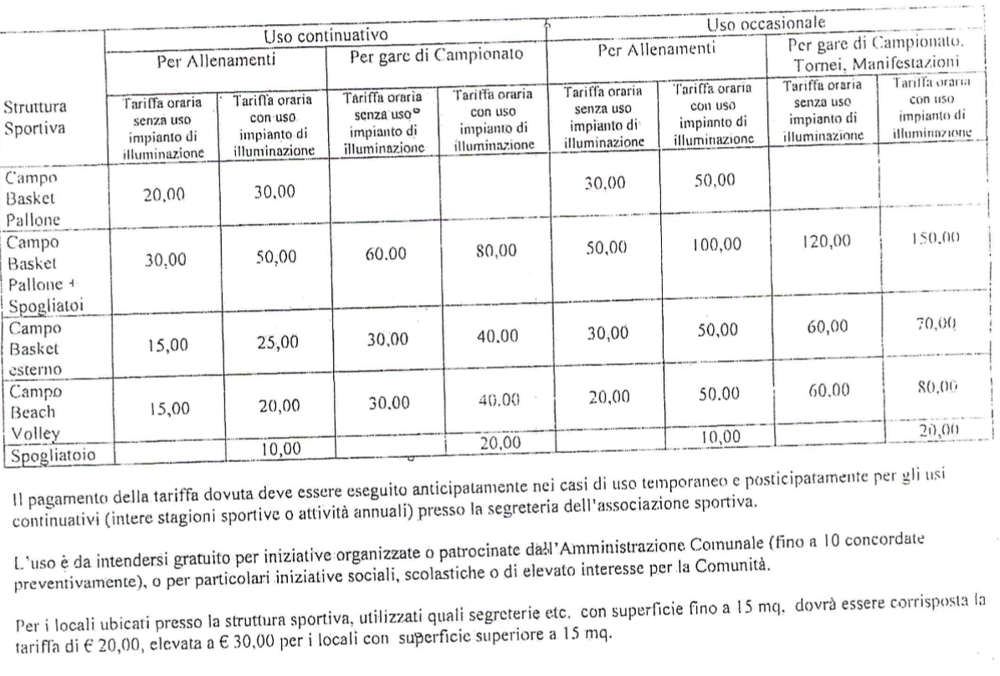 Uso continuativo Uso occasionale
Per Allenamenti Per gare di Campionato Per Allenamenti Per gare di Campionato,
Tornei, Manifestazioni
Struttura
Sportiva
Tariffa oraria Tariffa oraria Tariffa oraria Tariffa oraria Tariffa oraria Tariffa oraria Tariffa oraria Tariffa oraria
senza uso con uso senza uso con uso senza uso con uso senza uso con uso
impianto di impianto di impianto di impianto di impianto di impianto di impianto di impianto di
illuminazione illuminazione illuminazione illuminazione illuminazione illuminazione illuminazione illuminazione
Campo
Basket 20,00 30,00 30,00 50,00
Pallone
Campo
Basket 30,00 50,00 60.00 80,00 50,00 100,00 120,00 150,00
Pallone +
Spogliatoi
Campo
Basket 15,00 25,00 30,00 40.00 30,00 50,00 60,00 70,00
esterno
Campo
Beach 15,00 20,00 30,00 40.00 20,00 50.00 60.00 80,00
Volley
Spogliatoio 10,00 20,00 10,00 20,00
Il pagamento della tariffa dovuta deve essere eseguito anticipatamente nei casi di uso temporaneo e posticipatamente per gli usi
continuativi (intere stagioni sportive o attività annuali) presso la segreteria dell'associazione sportiva.
L'uso è da intendersi gratuito per iniziative organizzate o patrocinate dall'Amministrazione Comunale (fino a 10 concordate
preventivamente), o per particolari iniziative sociali, scolastiche o di elevato interesse per la Comunità.
Per i locali ubicati presso la struttura sportiva, utilizzati quali segreterie etc. con superficie fino a 15 mq, dovrà essere corrisposta la
tariffa di € 20,00, elevata a € 30,00 per i locali con superficie superiore a 15 mq.